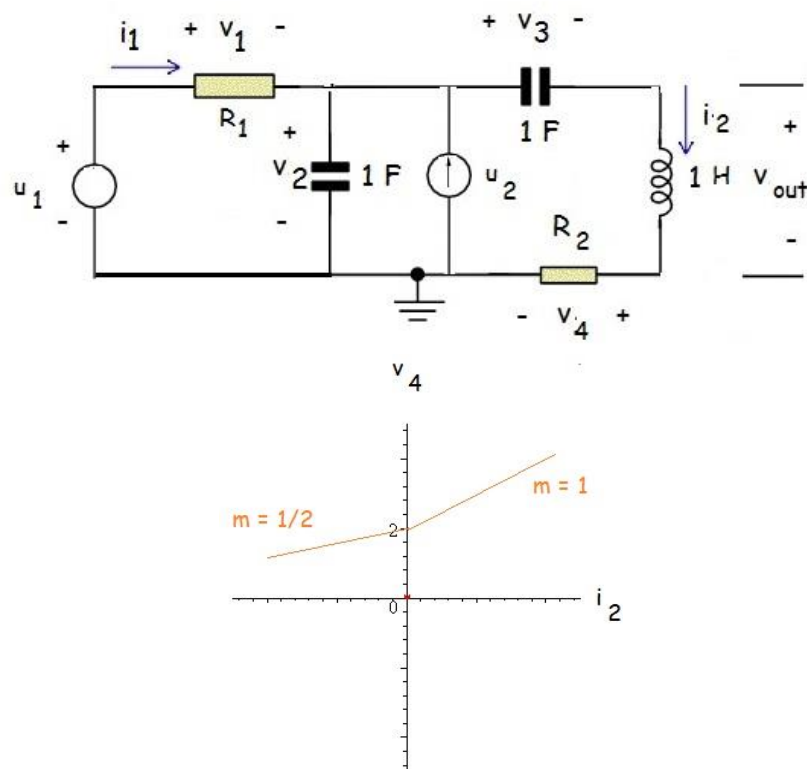 i1 + v1 - + v3 -
R1 1 F i2
+ v2 - 1 F u2 1 H + vout -
+ u1 - R2
- v4 +
v4
m = 1/2 2 m = 1
0 i2